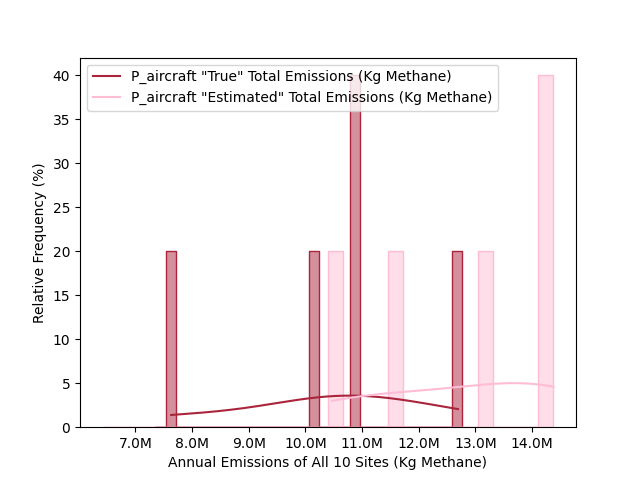 P_aircraft "True" Total Emissions (Kg Methane)
P_aircraft "Estimated" Total Emissions (Kg Methane)
40
35
30
25
20
15
10
5
0
Relative Frequency (%)
7.0M 8.0M 9.0M 10.0M 11.0M 12.0M 13.0M 14.0M
Annual Emissions of All 10 Sites (Kg Methane)